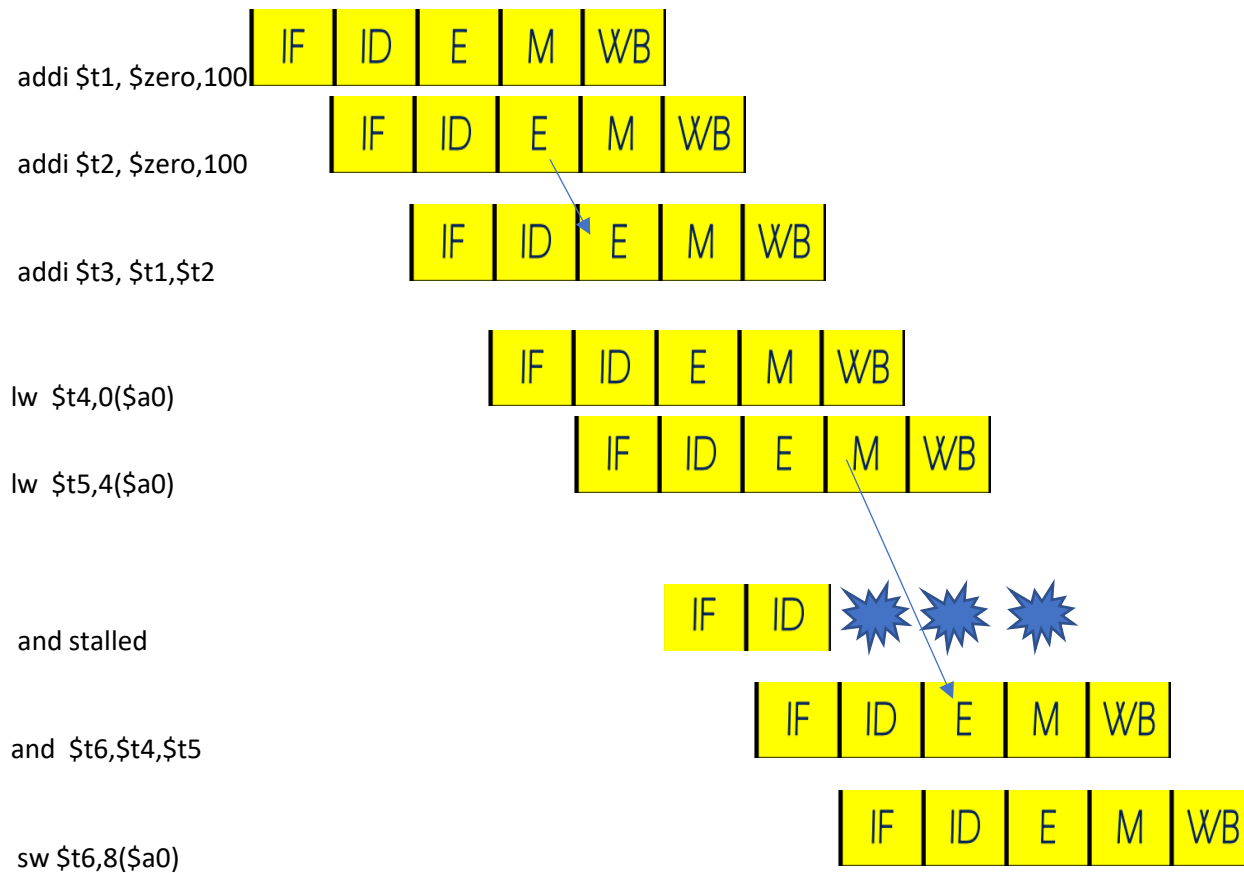 IF ID E M WB
addi $t1, $zero,100
IF ID E M WB
addi $t2, $zero,100
IF ID E M WB
addi $t3, $t1,$t2
IF ID E M WB
lw $t4,0($a0)
IF ID E M WB
lw $t5,4($a0)
IF ID
and stalled
IF ID E M WB
and $t6,$t4,$t5
IF ID E M WB
sw $t6,8($a0)